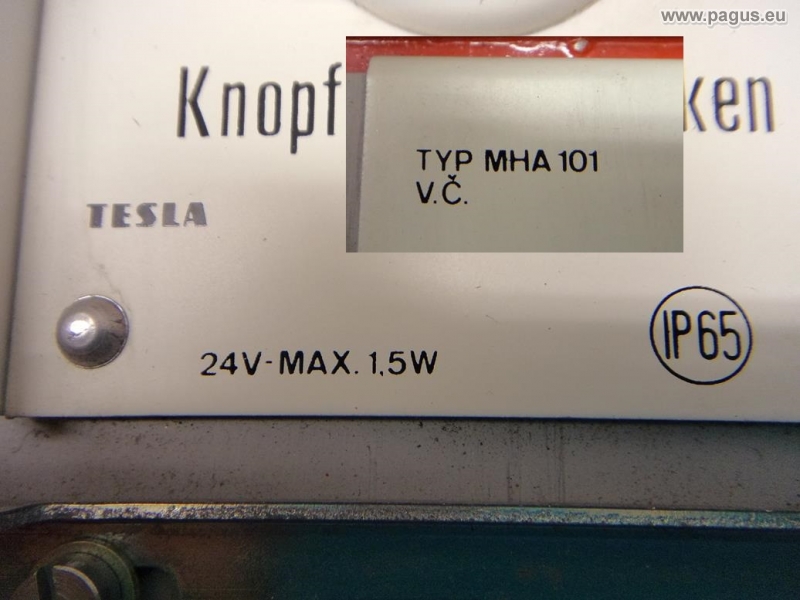 www.pagus.eu
Knopf
ken
TYP MHA 101
V.Č.
TESLA
24V-MAX. 1,5W
IP65